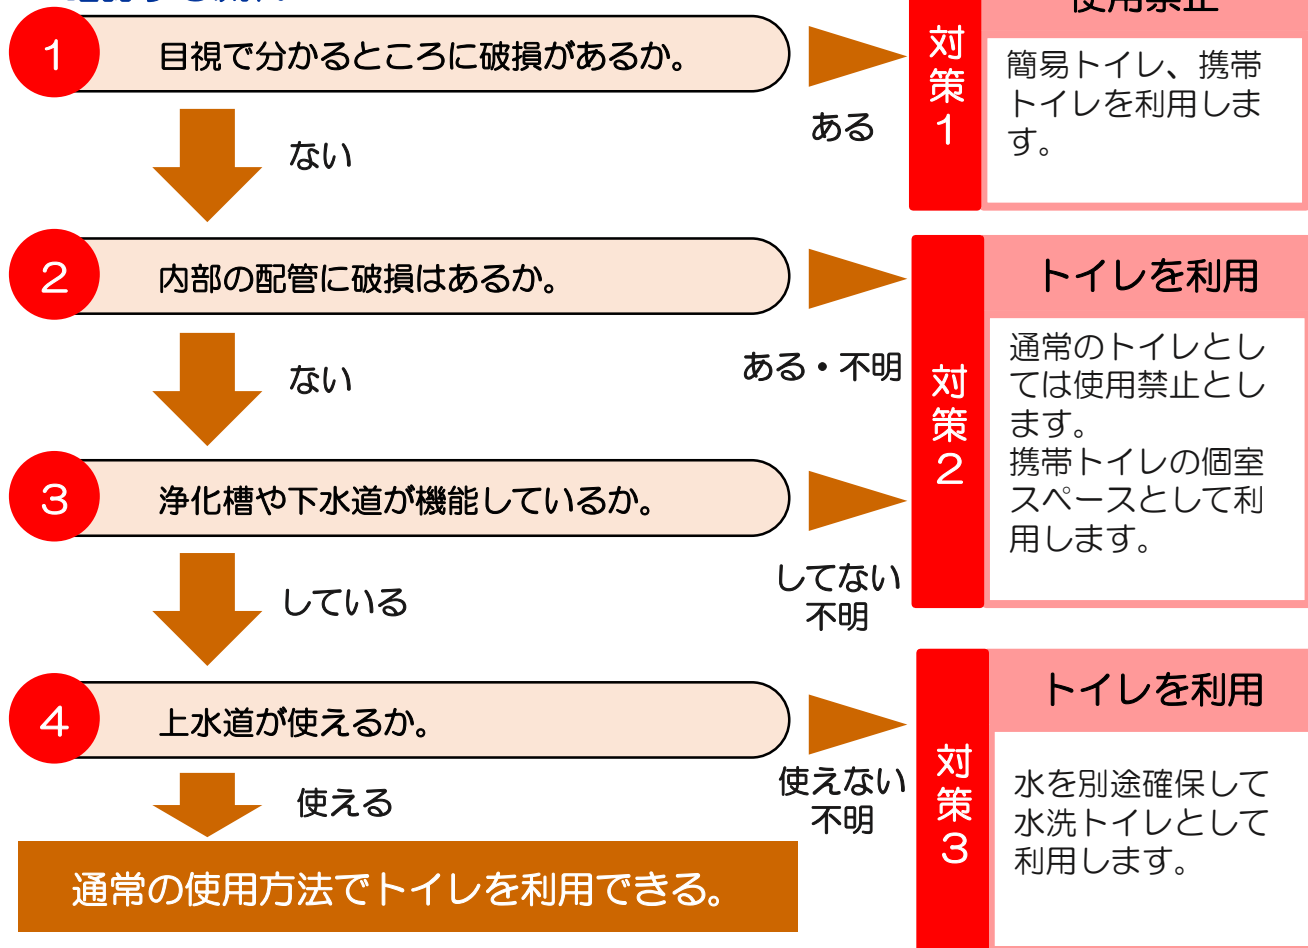 1
目視で分かるところに破損があるか。
ある
ない
対策1
使用禁止
簡易トイレ、携帯
トイレを利用しま
す。
2
内部の配管に破損はあるか。
ある・不明
ない
3
浄化槽や下水道が機能しているか。
してない
不明
している
対策2
トイレを利用
通常のトイレとし
ては使用禁止とし
ます。
携帯トイレの個室
スペースとして利
用します。
4
上水道が使えるか。
使えない
不明
使える
対策3
トイレを利用
水を別途確保して
水洗トイレとして
利用します。
通常の使用方法でトイレを利用できる。